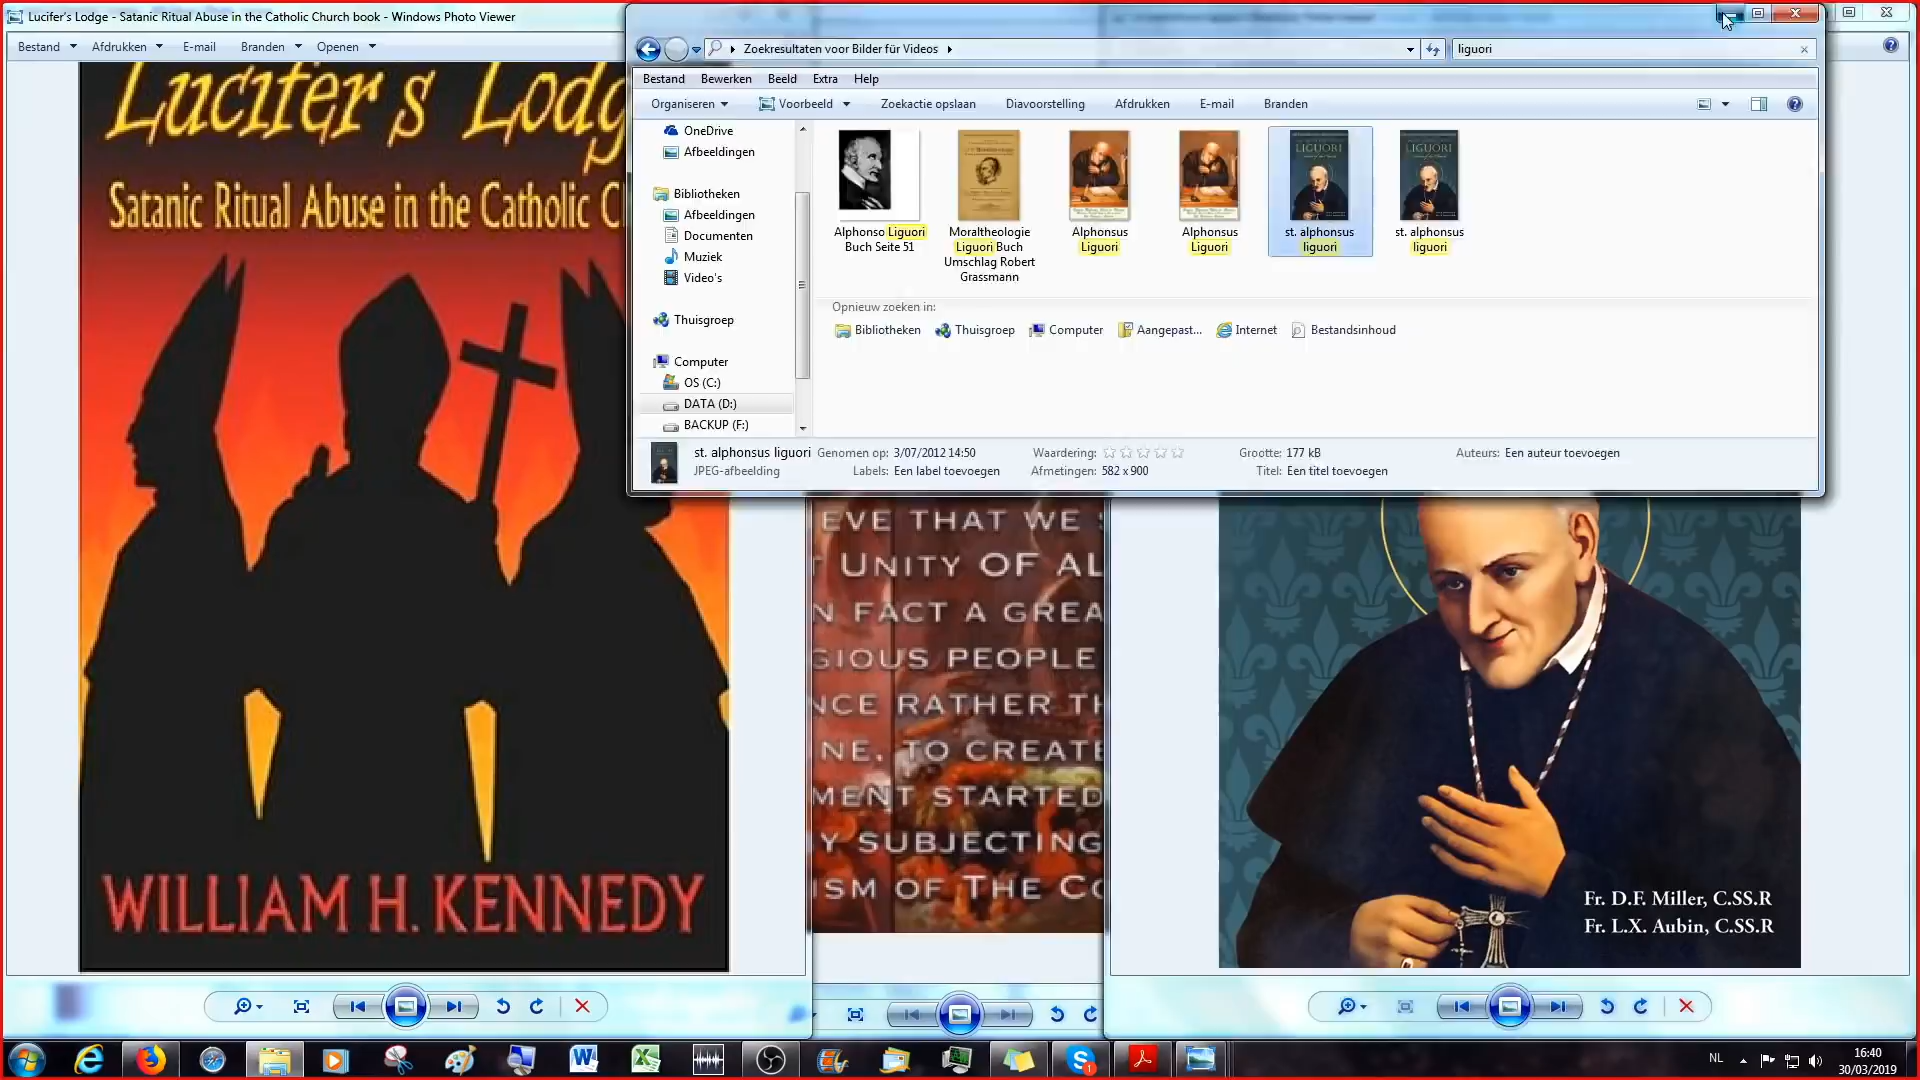 Lucifer's Lodge - Satanic Ritual Abuse in the Catholic Church book - Windows Photo Viewer
Bestand Afdrukken E-mail Branden Openen
Lucifer's Lodg
Satanic Ritual Abuse in the Catholic C
WILLIAM H. KENNEDY
Zoekresultaten voor Bilder für Videos
liguori
Bestand Bewerken Beeld Extra Help
Organiseren Voorbeeld Zoekactie opslaan Diavoorstelling Afdrukken E-mail Branden
OneDrive
Afbeeldingen
Bibliotheken
Afbeeldingen
Documenten
Muziek
Video's
Thuisgroep
Computer
OS (C:)
DATA (D:)
BACKUP (F:)
LIGUORI
LIGUORI
Alphonso Liguori
Buch Seite 51
Moraltheologie
Liguori Buch
Umschlag Robert
Grassmann
Alphonsus
Liguori
Alphonsus
Liguori
st. alphonsus
liguori
st. alphonsus
liguori
Opnieuw zoeken in:
Bibliotheken Thuisgroep Computer Aangepast... Internet Bestandsinhoud
st. alphonsus liguori Genomen op: 3/07/2012 14:50 Waardering: Grootte: 177 kB Auteurs: Een auteur toevoegen
JPEG-afbeelding Labels: Een label toevoegen Afmetingen: 582 x 900 Titel: Een titel toevoegen
EVE THAT WE
UNITY OF AL
N FACT A GREA
GIOUS PEOPLE
NCE RATHER TH
NE, TO CREATE
MENT STARTED
Y SUBJECTING
ISM OF THE CO
Fr. D.F. Miller, C.SS.R
Fr. L.X. Aubin, C.SS.R
NL
16:40
30/03/2019